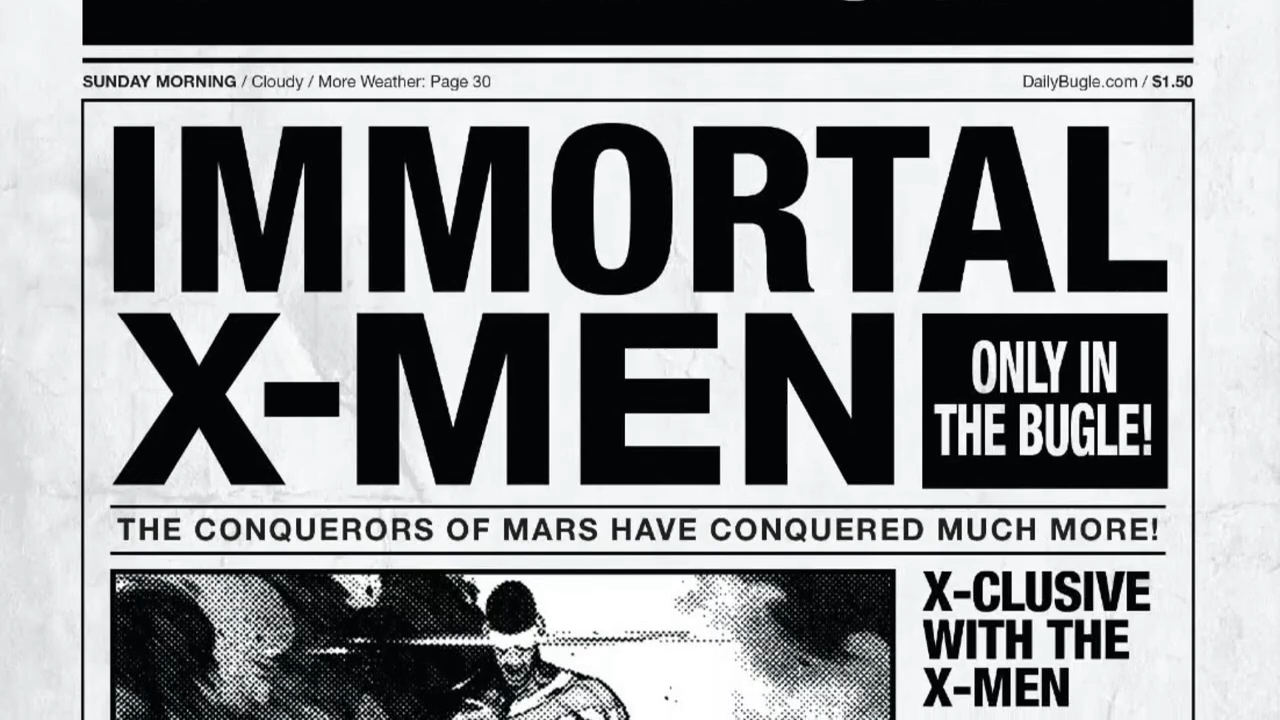 SUNDAY MORNING / Cloudy / More Weather: Page 30
DailyBugle.com / $1.50
IMMORTAL
X-MEN
ONLY IN
THE BUGLE!
THE CONQUERORS OF MARS HAVE CONQUERED MUCH MORE!
X-CLUSIVE
WITH THE
X-MEN